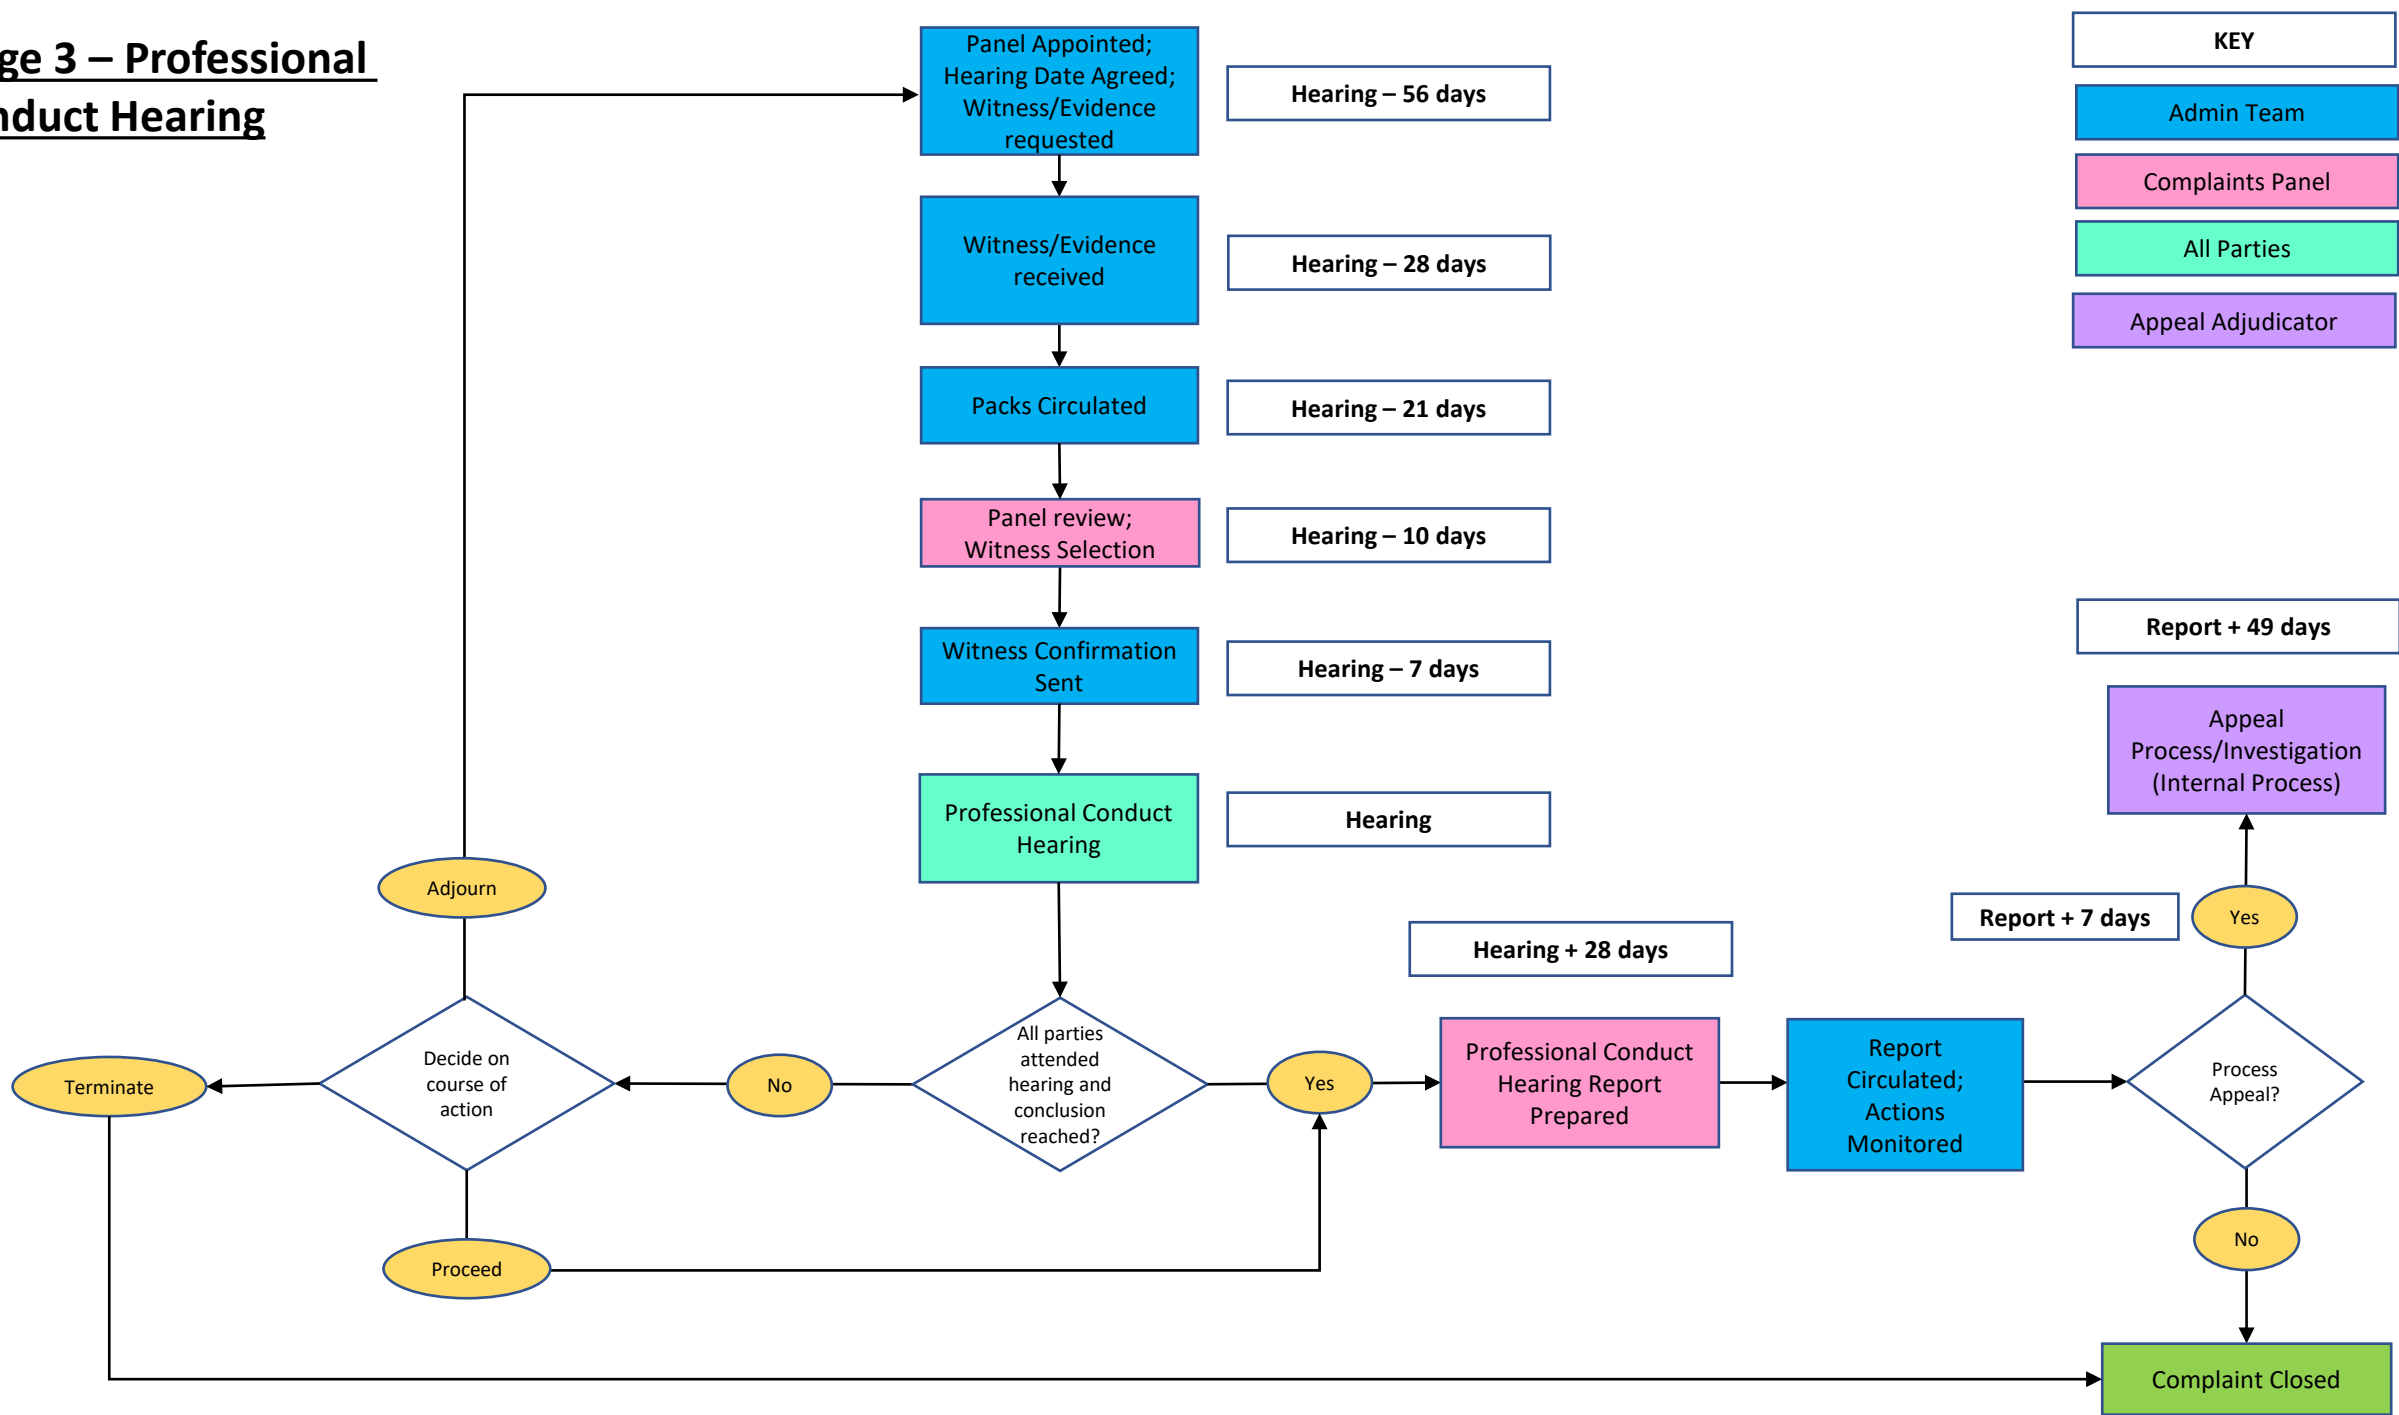 ge 3 – Professional
nduct Hearing
Panel Appointed;
Hearing Date Agreed;
Witness/Evidence
requested
Hearing – 56 days
KEY
Admin Team
Complaints Panel
All Parties
Appeal Adjudicator
Witness/Evidence
received
Hearing – 28 days
Packs Circulated
Hearing – 21 days
Panel review;
Witness Selection
Hearing – 10 days
Witness Confirmation
Sent
Hearing – 7 days
Professional Conduct
Hearing
Hearing
Report + 49 days
Appeal
Process/Investigation
(Internal Process)
Adjourn
Hearing + 28 days
Report + 7 days
Yes
Terminate
Decide on
course of
action
No
All parties
attended
hearing and
conclusion
reached?
Yes
Professional Conduct
Hearing Report
Prepared
Report
Circulated;
Actions
Monitored
Process
Appeal?
Proceed
No
Complaint Closed